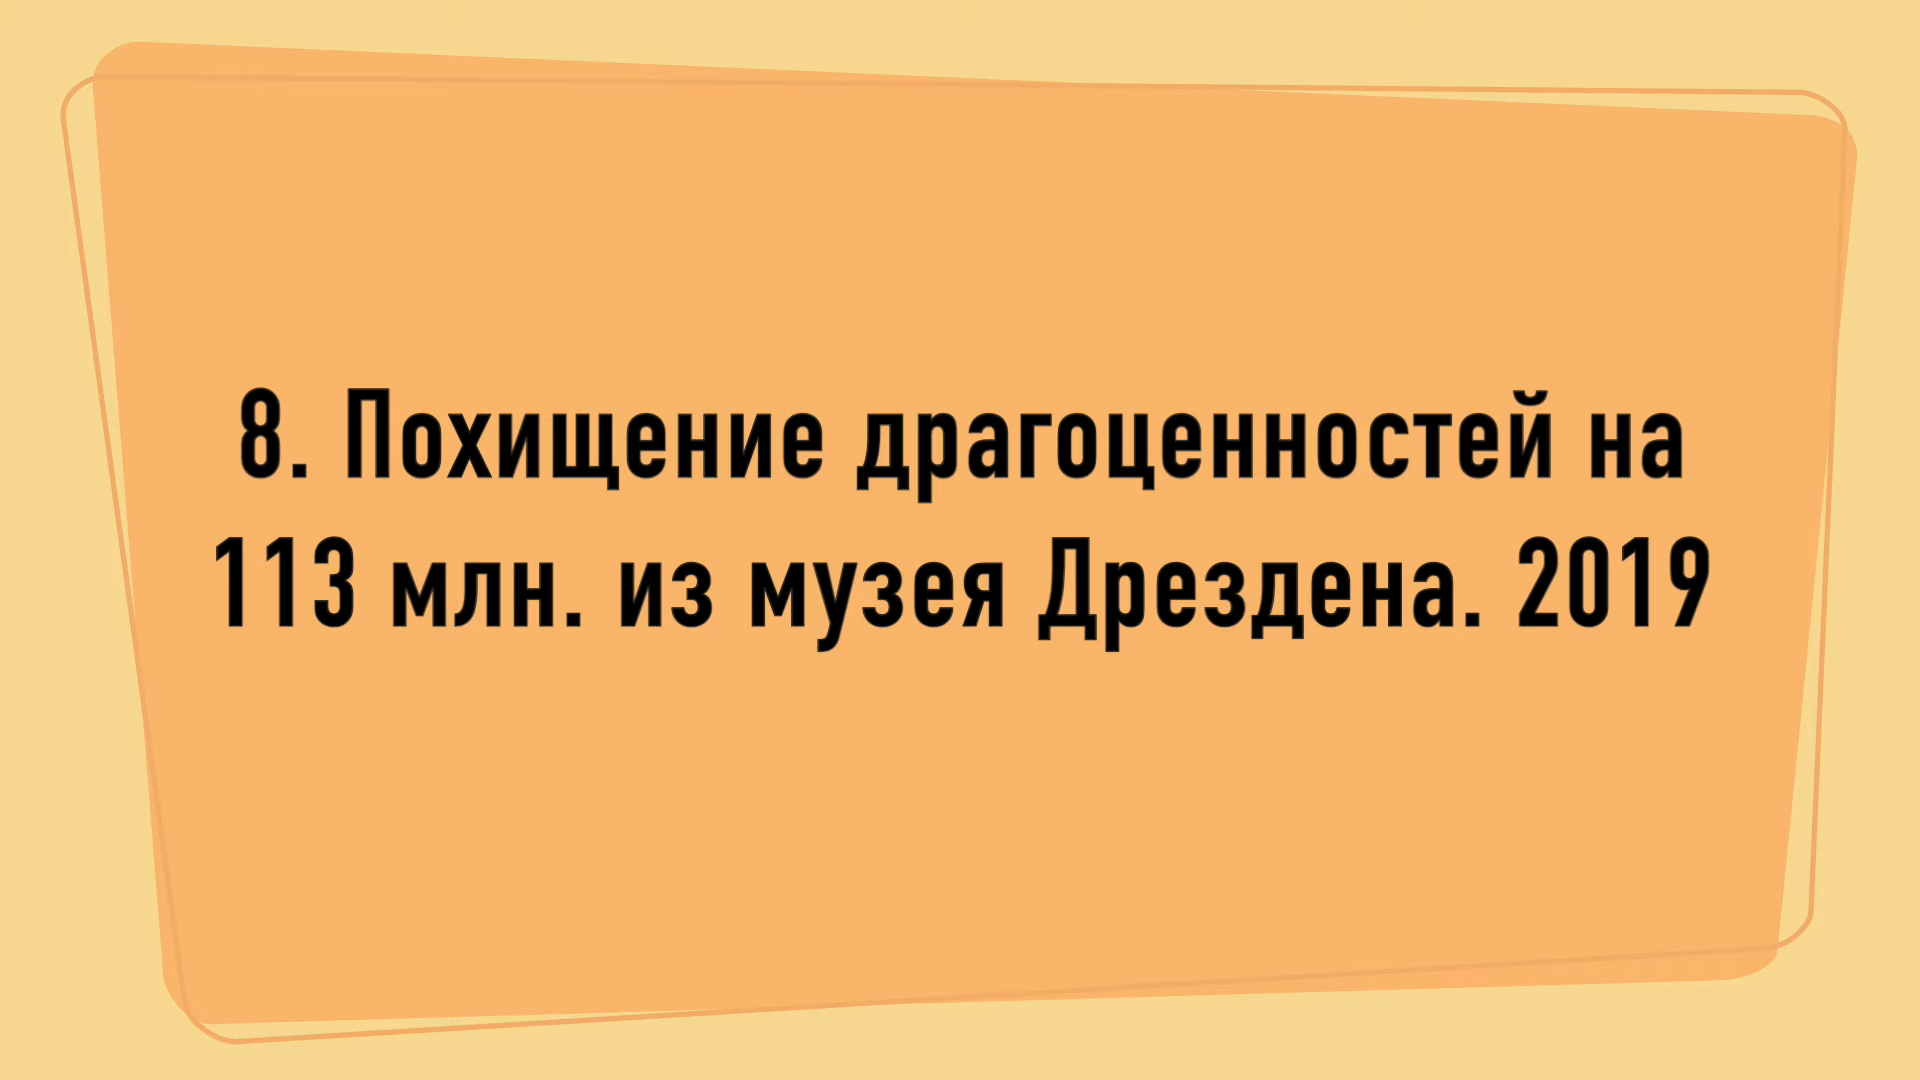 8. Похищение драгоценностей на
113 млн. из музея Дрездена. 2019